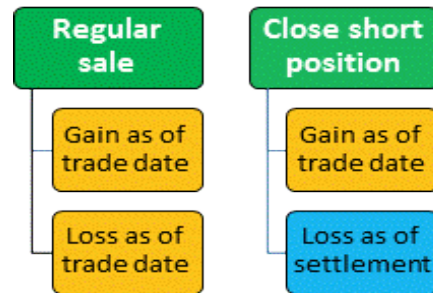 Regular
sale
Gain as of
trade date
Loss as of
trade date
Close short
position
Gain as of
trade date
Loss as of
settlement